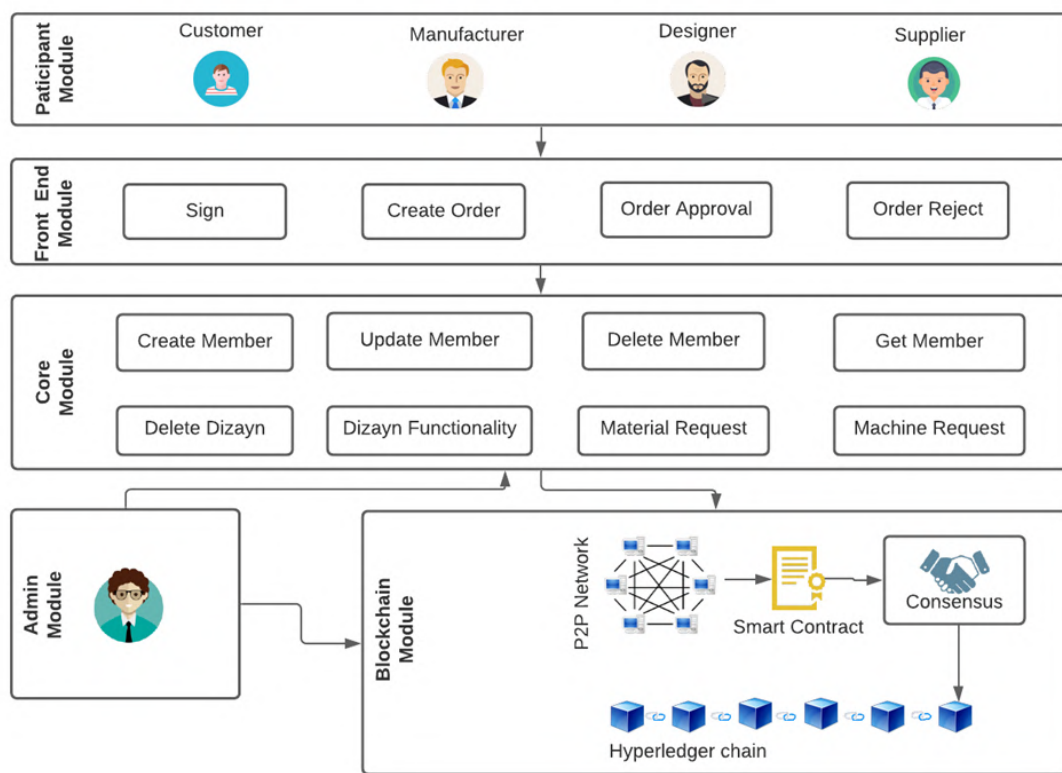 Paticipant
Module
Customer
Manufacturer
Designer
Supplier
Front End
Module
Sign
Create Order
Order Approval
Order Reject
Core
Module
Create Member
Update Member
Delete Member
Get Member
Delete Dizayn
Dizayn Functionality
Material Request
Machine Request
Admin
Module
Blockchain
Module
P2P Network
Smart Contract
Consensus
Hyperledger chain